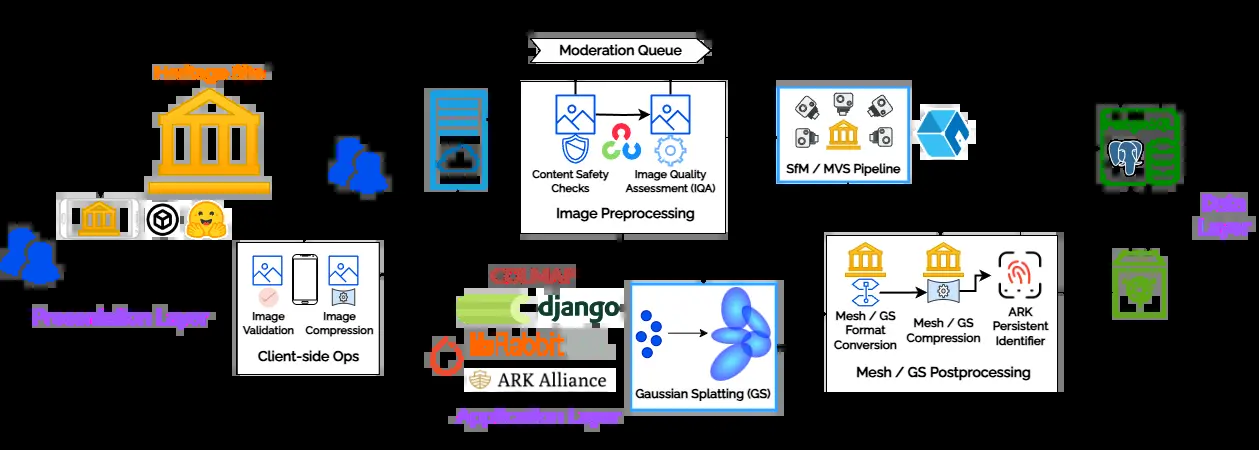 Moderation Queue
Heritage Site
Content Safety
Checks
Image Quality
Assessment (IQA)
Image Preprocessing
SfM / MVS Pipeline
Data
Layer
Image
Validation
Image
Compression
Client-side Ops
Presentation Layer
COLMAP
django
Rabbit
ARK Alliance
Application Layer
Gaussian Splatting (GS)
Mesh / GS
Format
Conversion
Mesh / GS
Compression
ARK
Persistent
Identifier
Mesh / GS Postprocessing